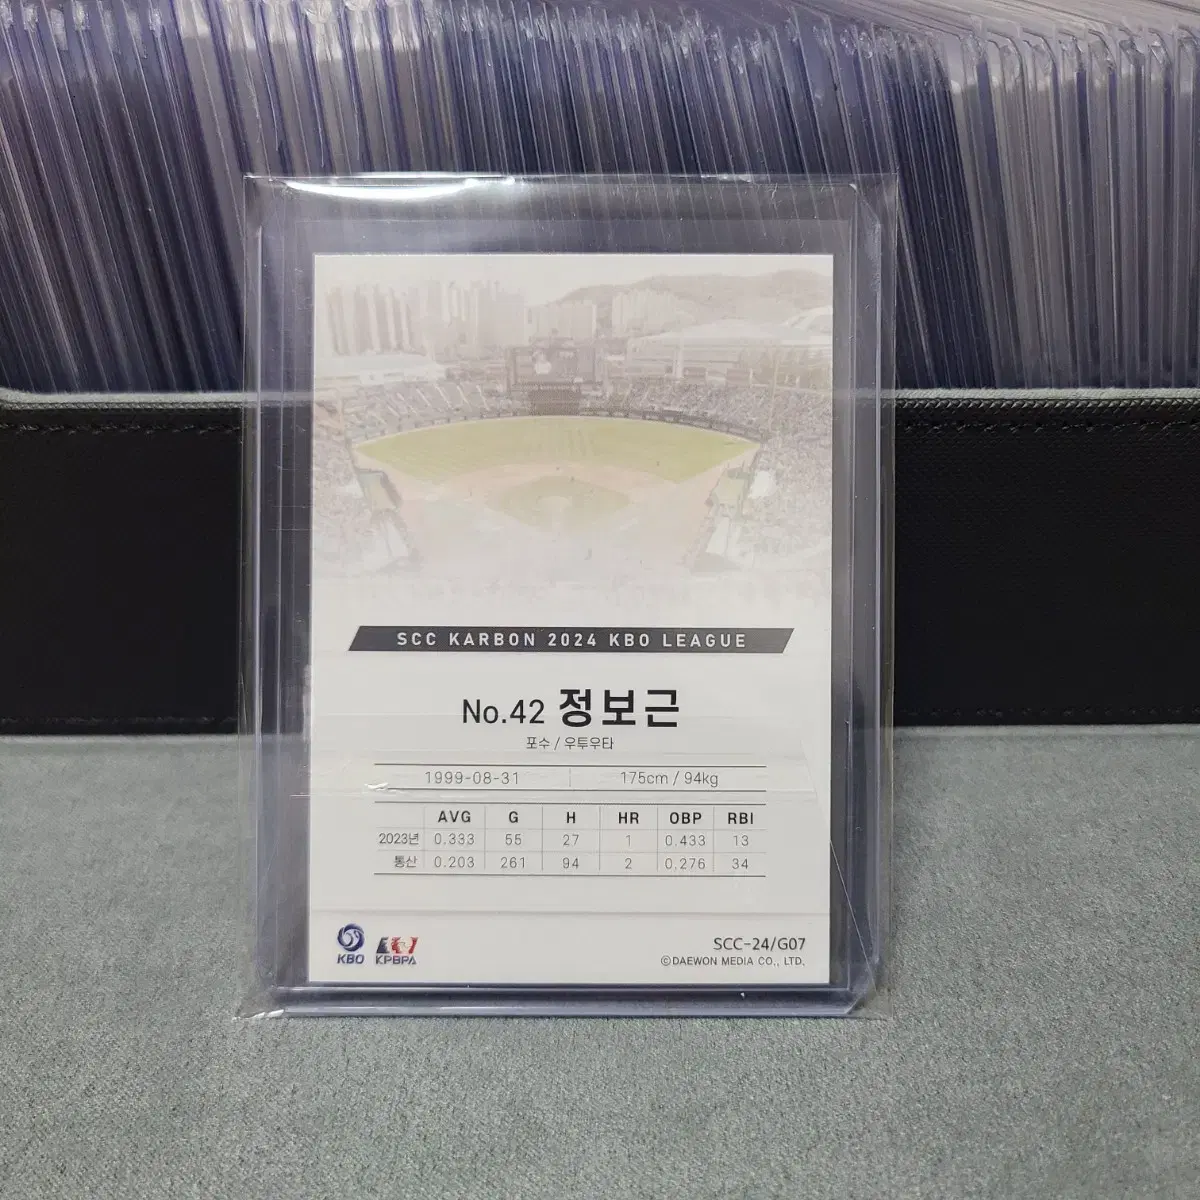 SCC KARBON 2024 KBO LEAGUE
No.42 정보근
포수 / 우투우타
1999-08-31 175cm / 94kg
AVG G H HR OBP RBI
2023년 0.333 55 27 1 0.433 13
통산 0.203 261 94 2 0.276 34
KBO KPBPA
SCC-24/G07
©DAEWON MEDIA CO., LTD.